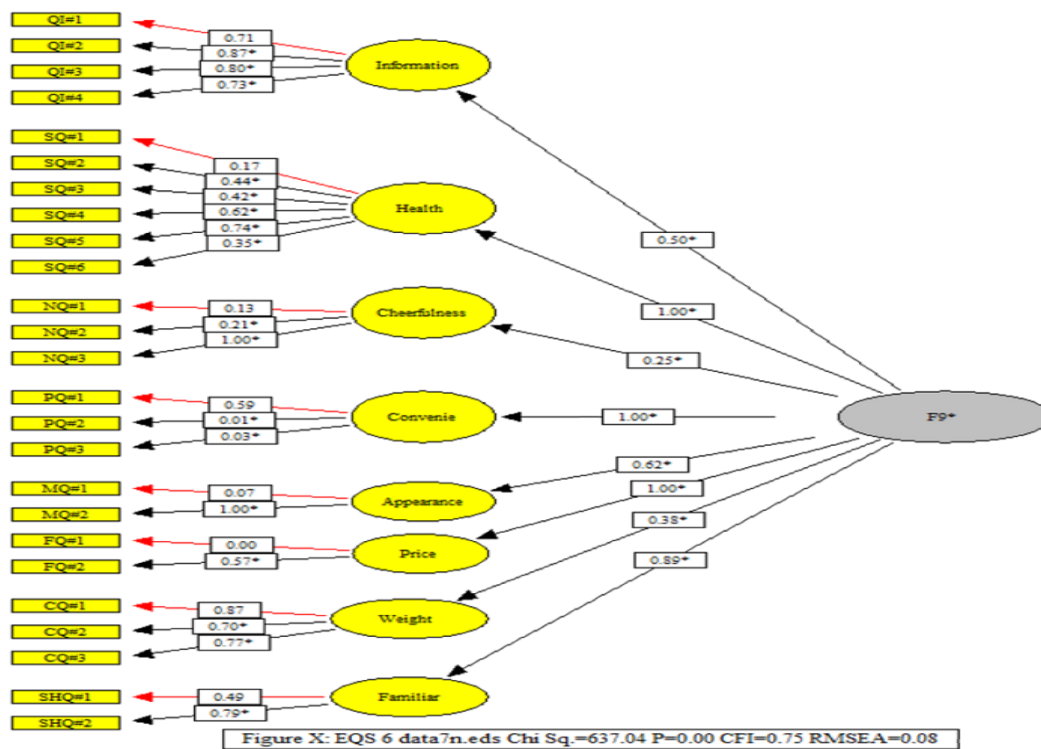 QI#1
QI#2
QI#3
QI#4
0.71
0.87*
0.80*
0.73*
Information
SQ#1
SQ#2
SQ#3
SQ#4
SQ#5
SQ#6
0.17
0.44*
0.42*
0.62*
0.74*
0.35*
Health
NQ#1
NQ#2
NQ#3
0.13
0.21*
1.00*
Cheerfulness
PQ#1
PQ#2
PQ#3
0.59
0.01*
0.03*
Convenie
MQ#1
MQ#2
0.07
1.00*
Appearance
FQ#1
FQ#2
0.00
0.57*
Price
CQ#1
CQ#2
CQ#3
0.87
0.70*
0.77*
Weight
SHQ#1
SHQ#2
0.49
0.79*
Familiar
0.50*
1.00*
0.25*
1.00*
0.62*
1.00*
0.38*
0.89*
F9*
Figure X: EQS 6 data7n.eds Chi Sq.=637.04 P=0.00 CFI=0.75 RMSEA=0.08